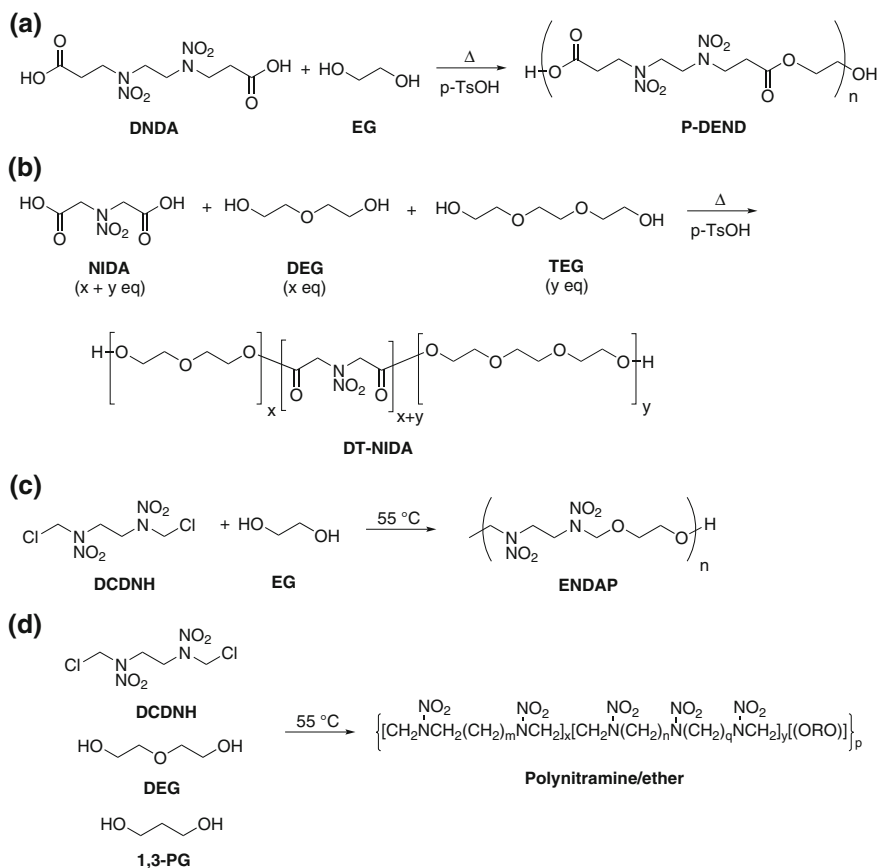 (a)
O
OH
N
NO2
NO2
N
OH
O
DNDA
+
HO
OH
EG
Δ
p-TsOH
H
O
O
N
NO2
NO2
N
O
O
OH
n
P-DEND
(b)
HO
O
N
NO2
OH
O
NIDA
(x + y eq)
+
HO
O
OH
DEG
(x eq)
+
HO
O
O
OH
TEG
(y eq)
Δ
p-TsOH
H
O
O
O
x
O
N
NO2
O
x+y
O
O
O
O
H
y
DT-NIDA
(c)
Cl
N
NO2
NO2
N
Cl
DCDNH
+
HO
OH
EG
55 °C
N
NO2
NO2
N
O
O
H
n
ENDAP
(d)
Cl
N
NO2
NO2
N
Cl
DCDNH
HO
O
OH
DEG
HO
OH
1,3-PG
55 °C
NO2 NO2 NO2 NO2 NO2
{[CH2NCH2(CH2)mNCH2]x[CH2N(CH2)nN(CH2)qNCH2]y[(ORO)]}p
Polynitramine/ether